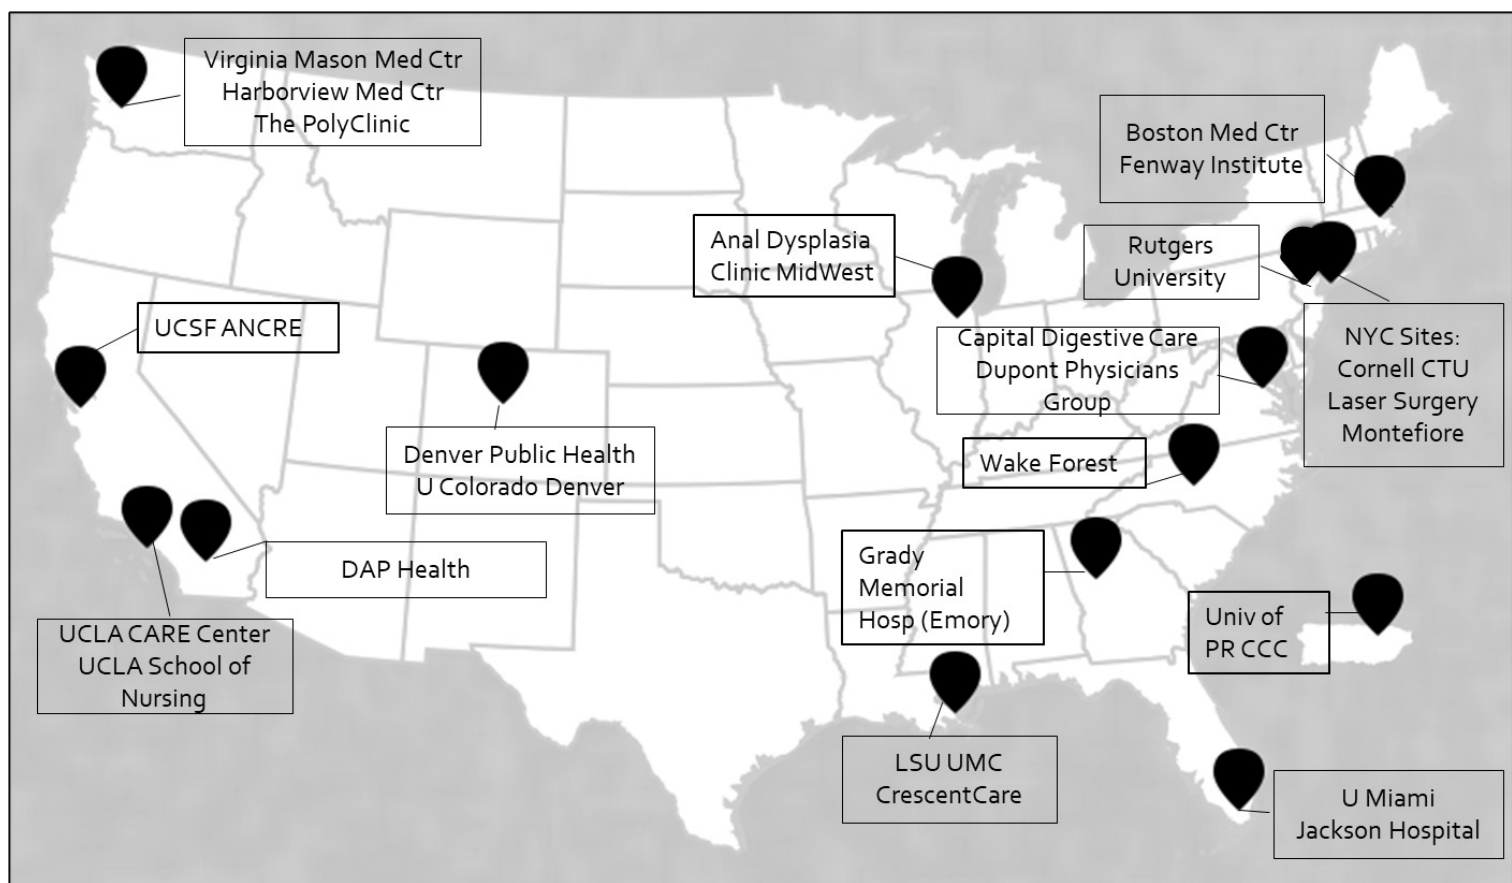 Virginia Mason Med Ctr
Harborview Med Ctr
The PolyClinic
Boston Med Ctr
Fenway Institute
Anal Dysplasia
Clinic MidWest
Rutgers
University
UCSF ANCRE
Capital Digestive Care
Dupont Physicians
Group
NYC Sites:
Cornell CTU
Laser Surgery
Montefiore
Denver Public Health
U Colorado Denver
Wake Forest
DAP Health
Grady
Memorial
Hosp (Emory)
UCLA CARE Center
UCLA School of
Nursing
Univ of
PR CCC
LSU UMC
CrescentCare
U Miami
Jackson Hospital